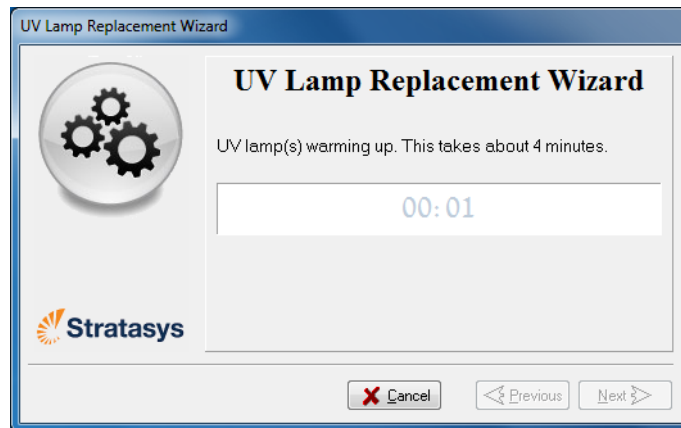 UV Lamp Replacement Wizard
UV Lamp Replacement Wizard
UV lamp(s) warming up. This takes about 4 minutes.
00:01
Stratasys
Cancel
Previous
Next